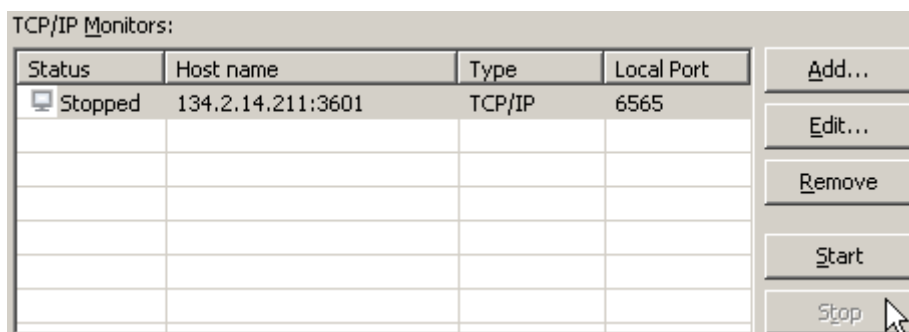 TCP/IP Monitors:
Status Host name Type Local Port
Stopped 134.2.14.211:3601 TCP/IP 6565
Add...
Edit...
Remove
Start
Stop